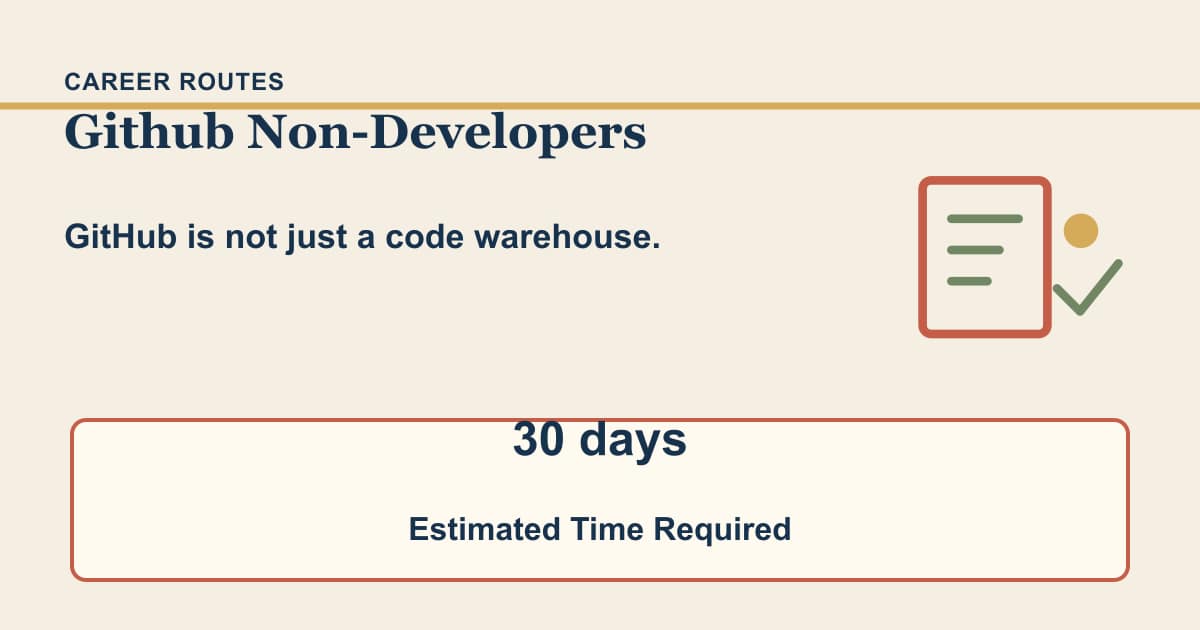 CAREER ROUTES
Github Non-Developers
GitHub is not just a code warehouse.
30 days
Estimated Time Required